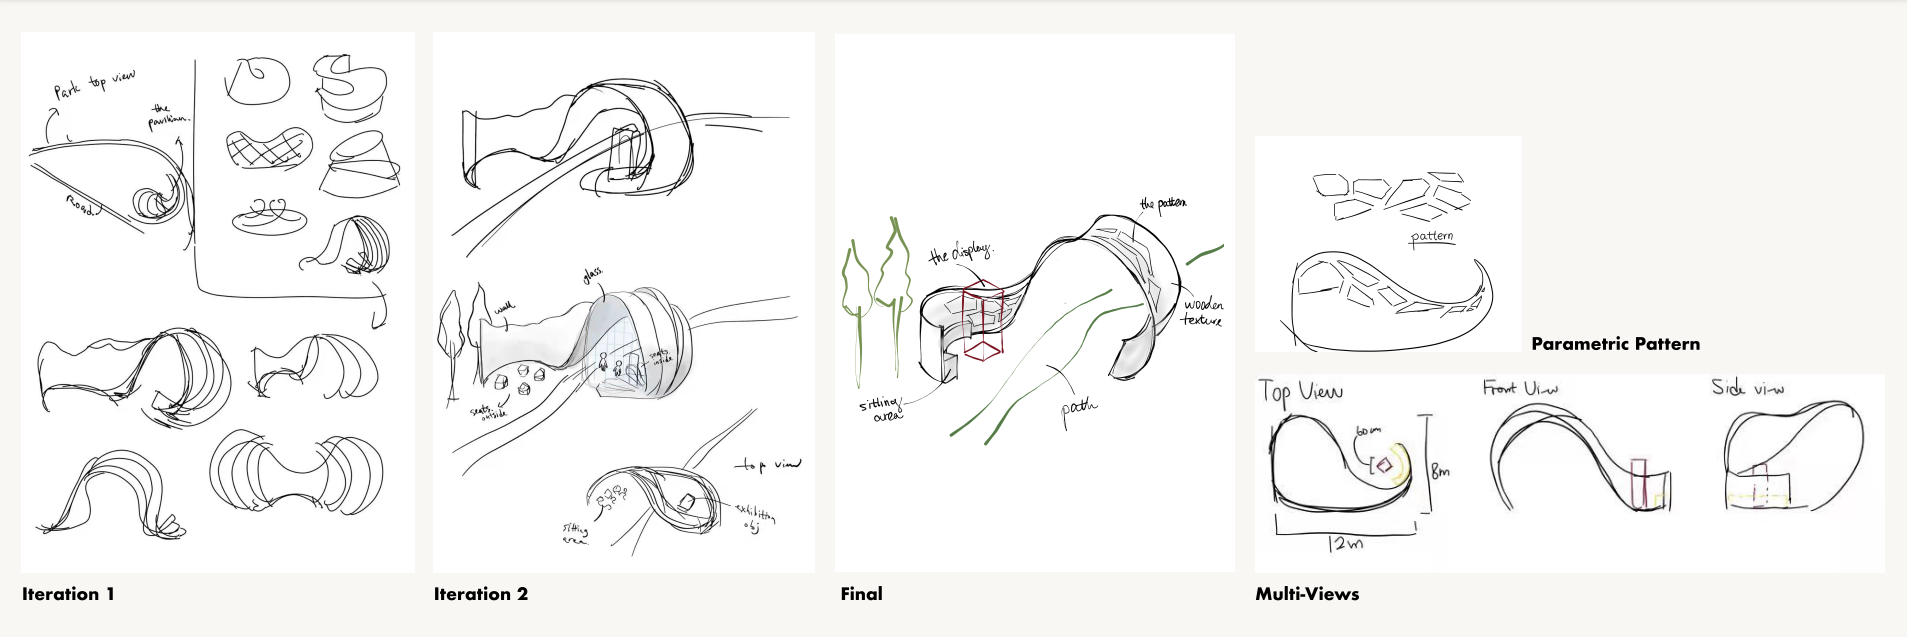 Park top view
the
pavilian.
Road
Iteration 1
glass.
wall
seats
inside
seats
outside
top view
sitting
area
exhibiting
obj
Iteration 2
the pattern
the display.
wooden
texture
sitting
area
path
Final
pattern
Parametric Pattern
Top View
60cm
8m
12m
Front View
Side view
Multi-Views